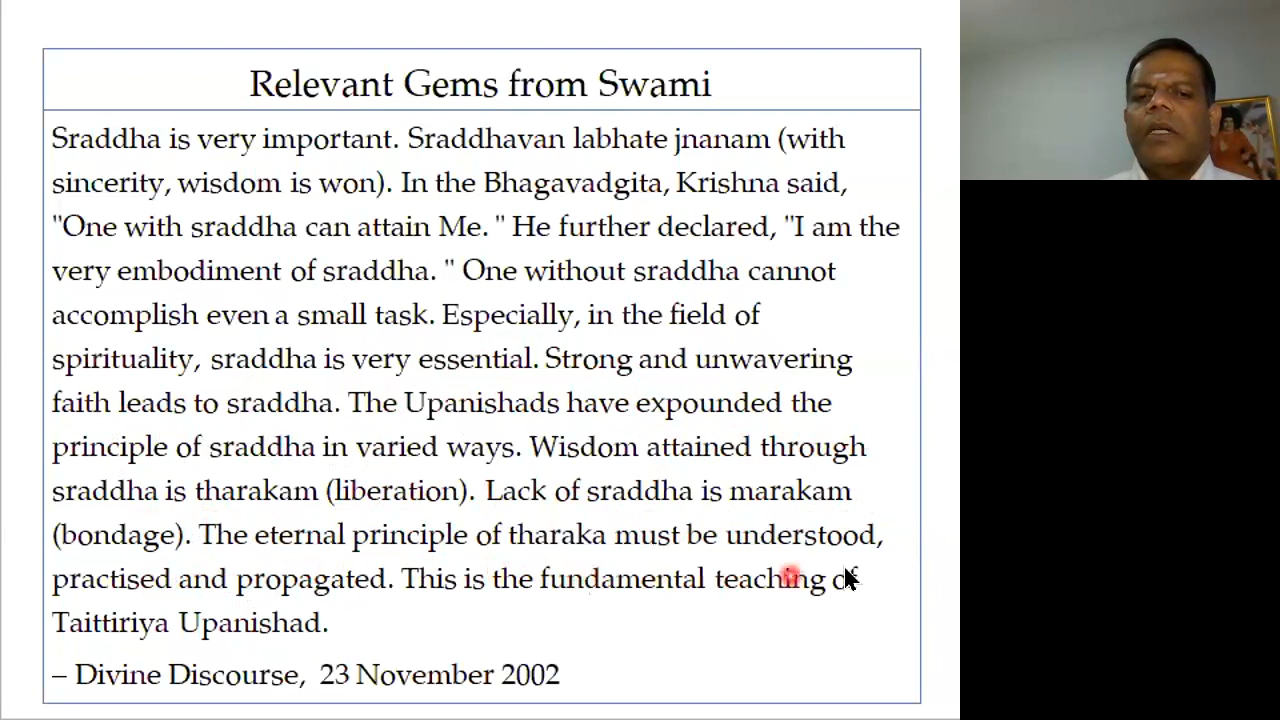 Relevant Gems from Swami
Sraddha is very important. Sraddhavan labhate jnanam (with
sincerity, wisdom is won). In the Bhagavadgita, Krishna said,
"One with sraddha can attain Me. " He further declared, "I am the
very embodiment of sraddha. " One without sraddha cannot
accomplish even a small task. Especially, in the field of
spirituality, sraddha is very essential. Strong and unwavering
faith leads to sraddha. The Upanishads have expounded the
principle of sraddha in varied ways. Wisdom attained through
sraddha is tharakam (liberation). Lack of sraddha is marakam
(bondage). The eternal principle of tharaka must be understood,
practised and propagated. This is the fundamental teaching of
Taittiriya Upanishad.
– Divine Discourse, 23 November 2002